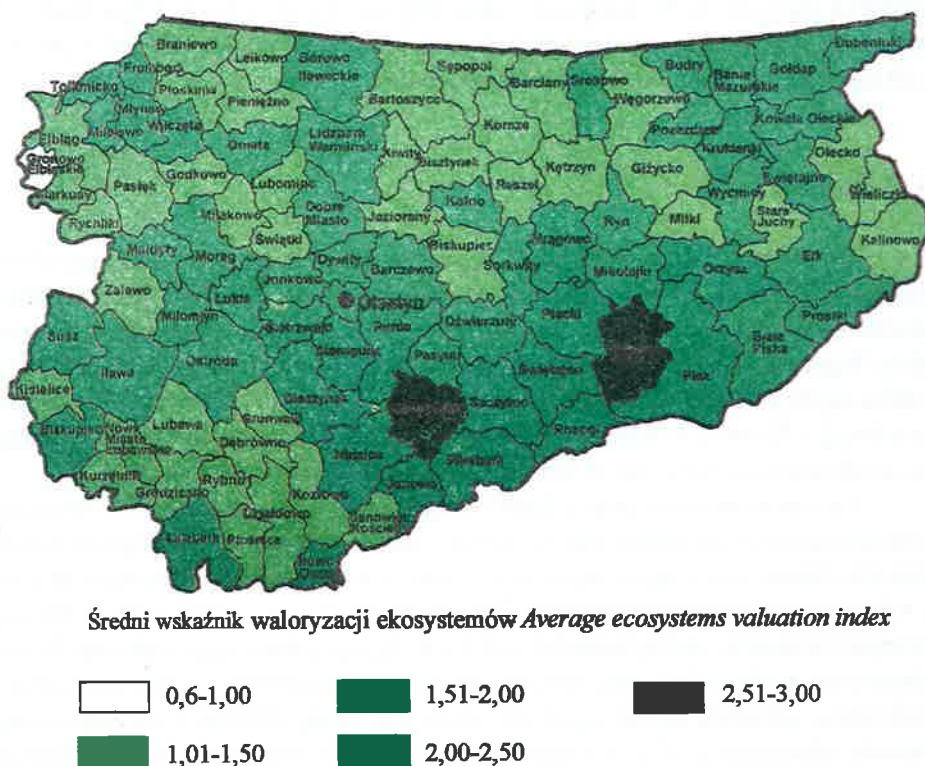 Braniewo
Lelkowo
Górowo
Iławeckie
Sępopol
Barciany
Srokowo
Węgorzewo
Budry
Banie
Mazurskie
Gołdap
Dubeninki
Frombork
Tolkmicko
Płoskinia
Pieniężno
Bartoszyce
Korsze
Młynary
Milejewo
Wilczęta
Elbląg
Orneta
Lidzbark
Warmiński
Kiwity
Bisztynek
Reszel
Kętrzyn
Giżycko
Pozezdrze
Kruklanki
Kowale Oleckie
Olecko
Świętajno
Wieliczki
Gronowo
Elbląskie
Markusy
Pasłęk
Godkowo
Lubomino
Dobre
Miasto
Jeziorany
Kolno
Ryn
Miłki
Wydminy
Stare
Juchy
Kalinowo
Rychliki
Miłakowo
Świątki
Biskupiec
Mrągowo
Ełk
Małdyty
Morąg
Dywity
Jonkowo
Barczewo
Sorkwity
Mikołajki
Orzysz
Zalewo
Łukta
Miłomłyn
Olsztyn
Purda
Dźwierzuty
Piecki
Prostki
Biała
Piska
Susz
Iława
Ostróda
Stawiguda
Pasym
Świętajno
Pisz
Kisielice
Olsztynek
Szczytno
Rozogi
Biskupiec
Nowe
Miasto
Lubawskie
Lubawa
Grunwald
Dąbrówno
Nidzica
Wielbark
Kurzętnik
Grodziczno
Rybno
Kozłowo
Jedwabno
Działdowo
Janowiec
Kościelny
Lidzbark
Płośnica
Iłowo
Osada
Średni wskaźnik waloryzacji ekosystemów Average ecosystems valuation index
0,6-1,00
1,51-2,00
2,51-3,00
1,01-1,50
2,00-2,50